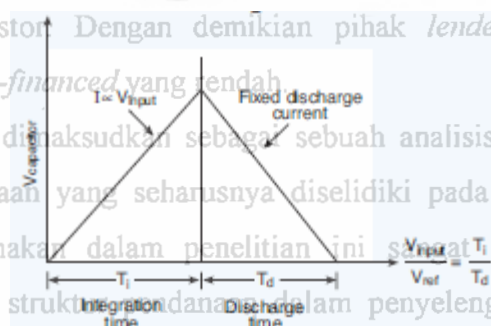 ston Dengan demikian pihak lende
-financed yang rendah
I∝ Vinput
Fixed discharge
current
dimaksudkan sebagai sebuah analisis
Vcapacitor
aan yang seharusnya diselidiki pada
nakan dalam penelitian ini sangat
Vinput/Vref = Ti/Td
Ti Td
struktur dalam penyeleng
Integration Discharge
time time